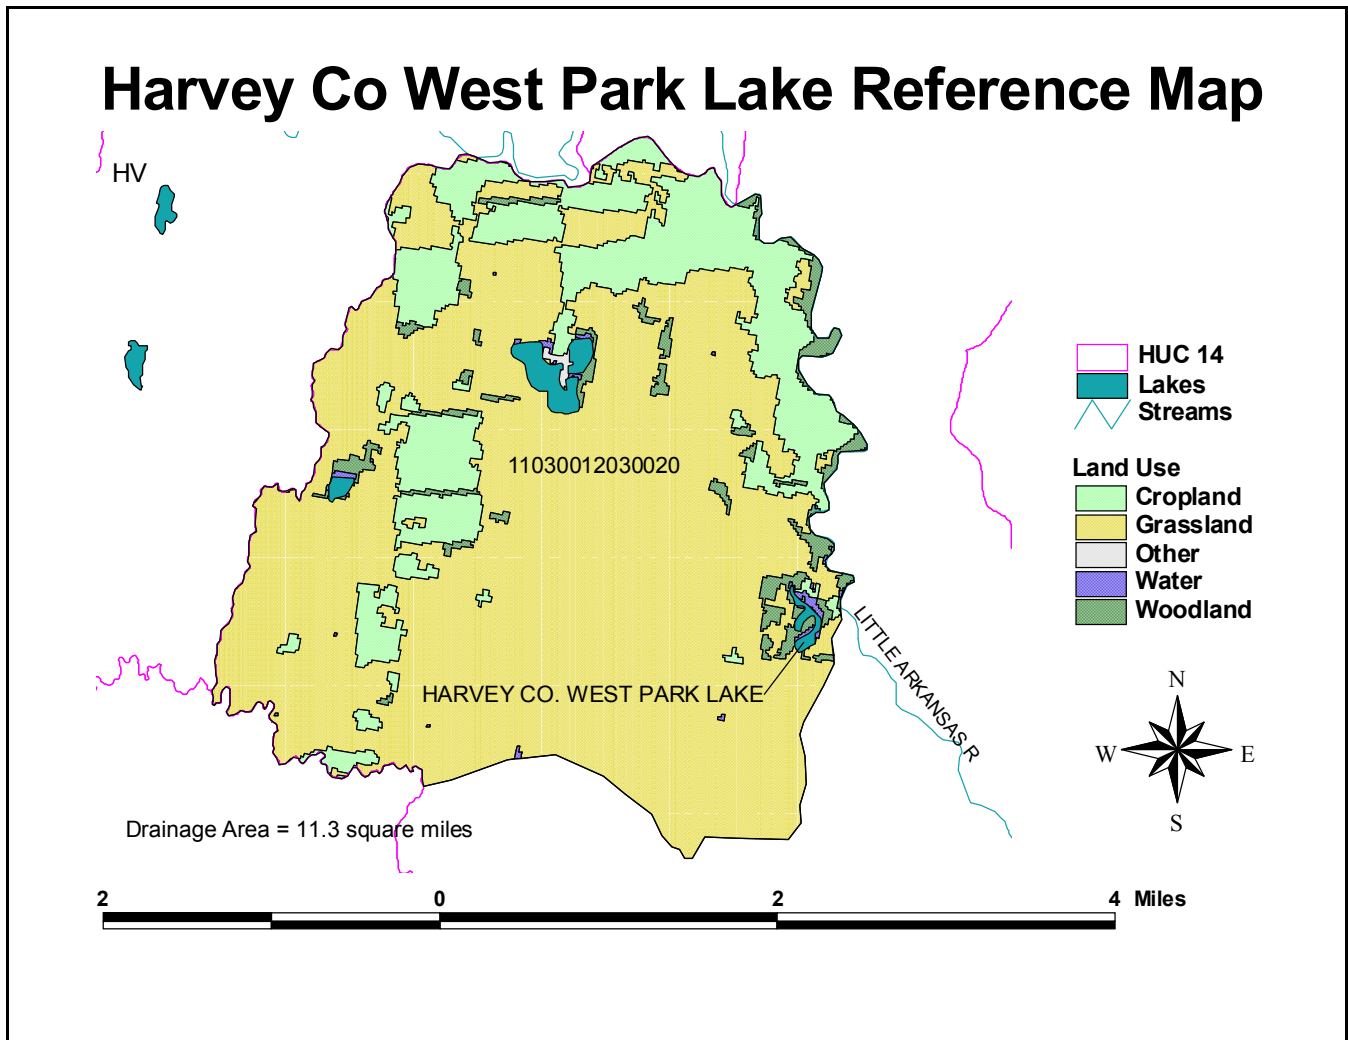 Harvey Co West Park Lake Reference Map
HV
HUC 14
Lakes
Streams
Land Use
Cropland
Grassland
Other
Water
Woodland
11030012030020
HARVEY CO. WEST PARK LAKE
LITTLE ARKANSAS R
N
W
E
S
Drainage Area = 11.3 square miles
2 0 2 4 Miles